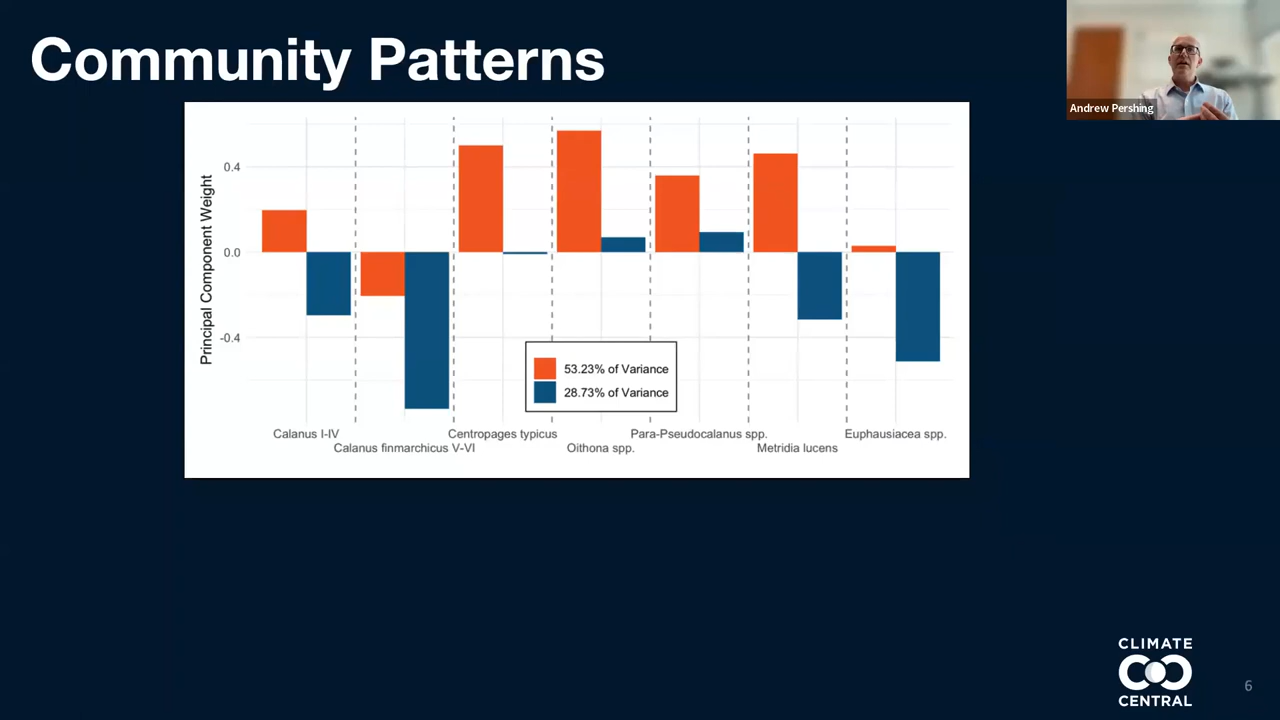 Community Patterns
Andrew Pershing
Principal Component Weight
0.4
0.0
-0.4
53.23% of Variance
28.73% of Variance
Calanus I-IV
Calanus finmarchicus V-VI
Centropages typicus
Oithona spp.
Para-Pseudocalanus spp.
Metridia lucens
Euphausiacea spp.
CLIMATE
CENTRAL
6